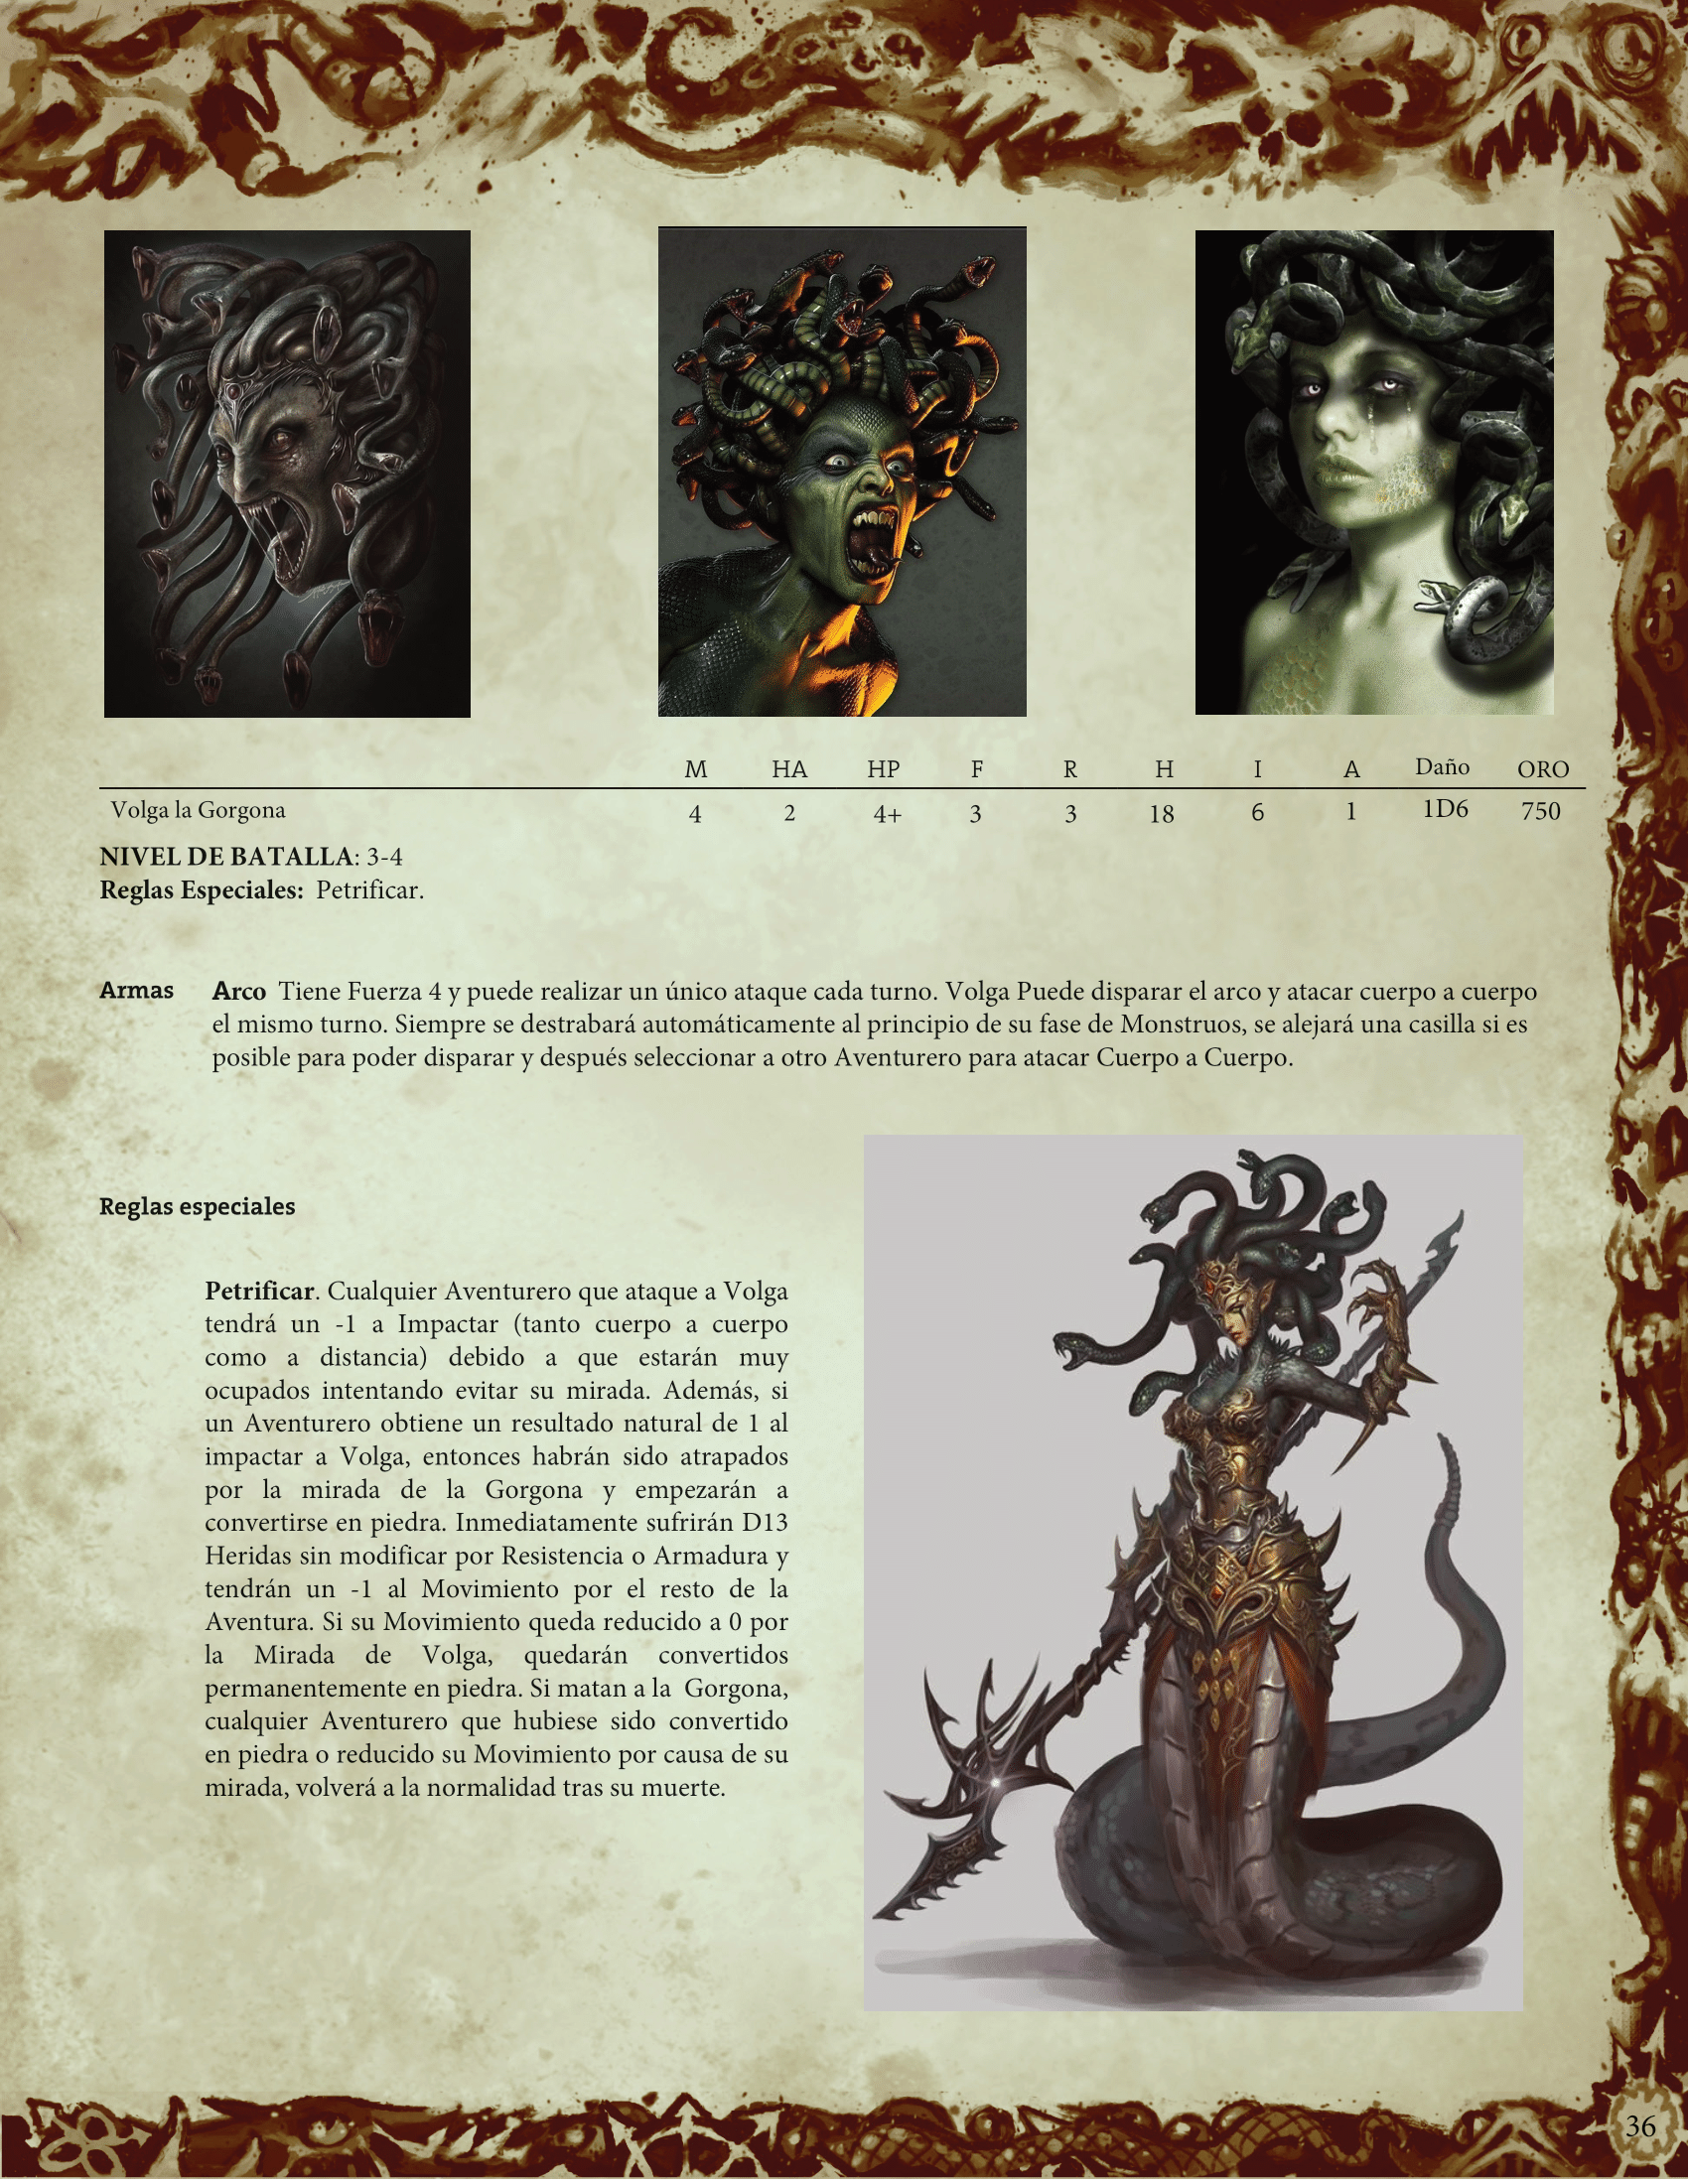 M HA HP F R H I A Daño ORO
Volga la Gorgona 4 2 4+ 3 3 18 6 1 1D6 750
NIVEL DE BATALLA: 3-4
Reglas Especiales: Petrificar.
Armas Arco Tiene Fuerza 4 y puede realizar un único ataque cada turno. Volga Puede disparar el arco y atacar cuerpo a cuerpo
el mismo turno. Siempre se destrabará automáticamente al principio de su fase de Monstruos, se alejará una casilla si es
posible para poder disparar y después seleccionar a otro Aventurero para atacar Cuerpo a Cuerpo.
Reglas especiales
Petrificar. Cualquier Aventurero que ataque a Volga
tendrá un -1 a Impactar (tanto cuerpo a cuerpo
como a distancia) debido a que estarán muy
ocupados intentando evitar su mirada. Además, si
un Aventurero obtiene un resultado natural de 1 al
impactar a Volga, entonces habrán sido atrapados
por la mirada de la Gorgona y empezarán a
convertirse en piedra. Inmediatamente sufrirán D13
Heridas sin modificar por Resistencia o Armadura y
tendrán un -1 al Movimiento por el resto de la
Aventura. Si su Movimiento queda reducido a 0 por
la Mirada de Volga, quedarán convertidos
permanentemente en piedra. Si matan a la Gorgona,
cualquier Aventurero que hubiese sido convertido
en piedra o reducido su Movimiento por causa de su
mirada, volverá a la normalidad tras su muerte.
36